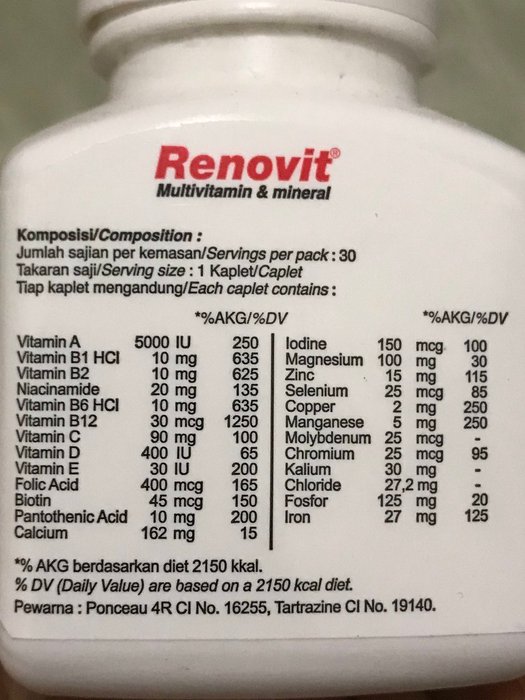 Renovit®
Multivitamin & mineral
Komposisi/Composition :
Jumlah sajian per kemasan/Servings per pack : 30
Takaran saji/Serving size : 1 Kaplet/Caplet
Tiap kaplet mengandung/Each caplet contains :
*%AKG/%DV
Vitamin A 5000 IU 250
Vitamin B1 HCl 10 mg 635
Vitamin B2 10 mg 625
Niacinamide 20 mg 135
Vitamin B6 HCl 10 mg 635
Vitamin B12 30 mcg 1250
Vitamin C 90 mg 100
Vitamin D 400 IU 65
Vitamin E 30 IU 200
Folic Acid 400 mcg 165
Biotin 45 mcg 150
Pantothenic Acid 10 mg 200
Calcium 162 mg 15
*%AKG/%DV
Iodine 150 mcg 100
Magnesium 100 mg 30
Zinc 15 mg 115
Selenium 25 mcg 85
Copper 2 mg 250
Manganese 5 mg 250
Molybdenum 25 mcg -
Chromium 25 mcg 95
Kalium 30 mg -
Chloride 27,2 mg -
Fosfor 125 mg 20
Iron 27 mg 125
*% AKG berdasarkan diet 2150 kkal.
% DV (Daily Value) are based on a 2150 kcal diet.
Pewarna : Ponceau 4R CI No. 16255, Tartrazine CI No. 19140.